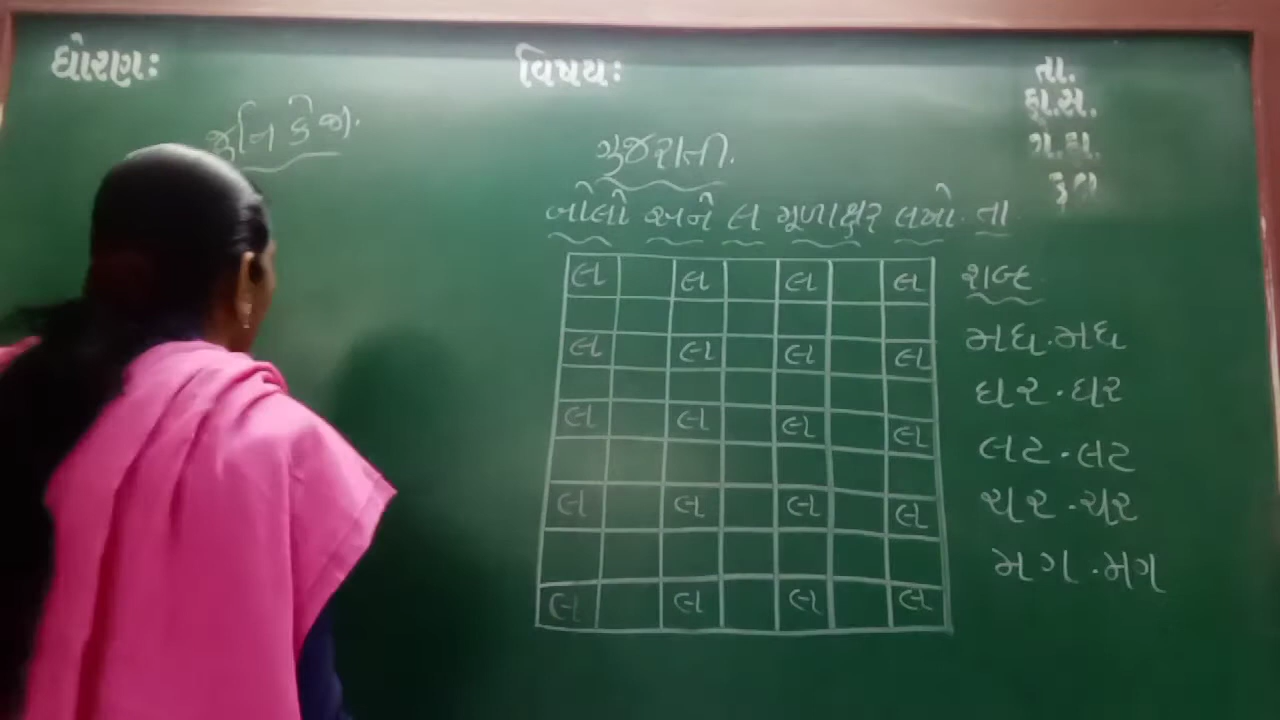 ધોરણઃ
વિષયઃ
તા.
હા.સ.
ગે.હા.
કુલ
જુનિ કેજી.
ગુજરાતી.
બોલો અને લ મૂળાક્ષર લખો. તા
લ લ લ લ
લ લ લ લ
લ લ લ લ
લ લ લ લ
લ લ લ લ
શબ્દ
મધ.મધ
ઘર.ઘર
લટ.લટ
ચર.ચર
મગ.મગ